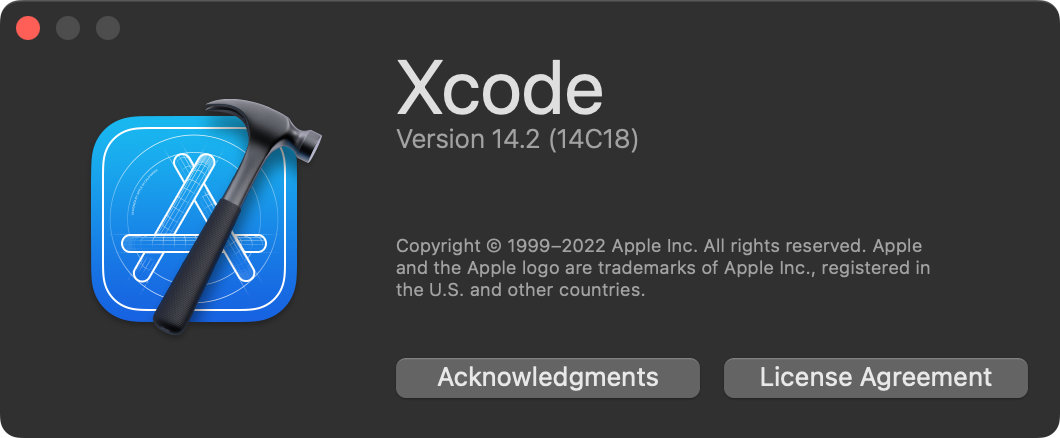 Xcode
Version 14.2 (14C18)
Copyright © 1999–2022 Apple Inc. All rights reserved. Apple
and the Apple logo are trademarks of Apple Inc., registered in
the U.S. and other countries.
Acknowledgments
License Agreement